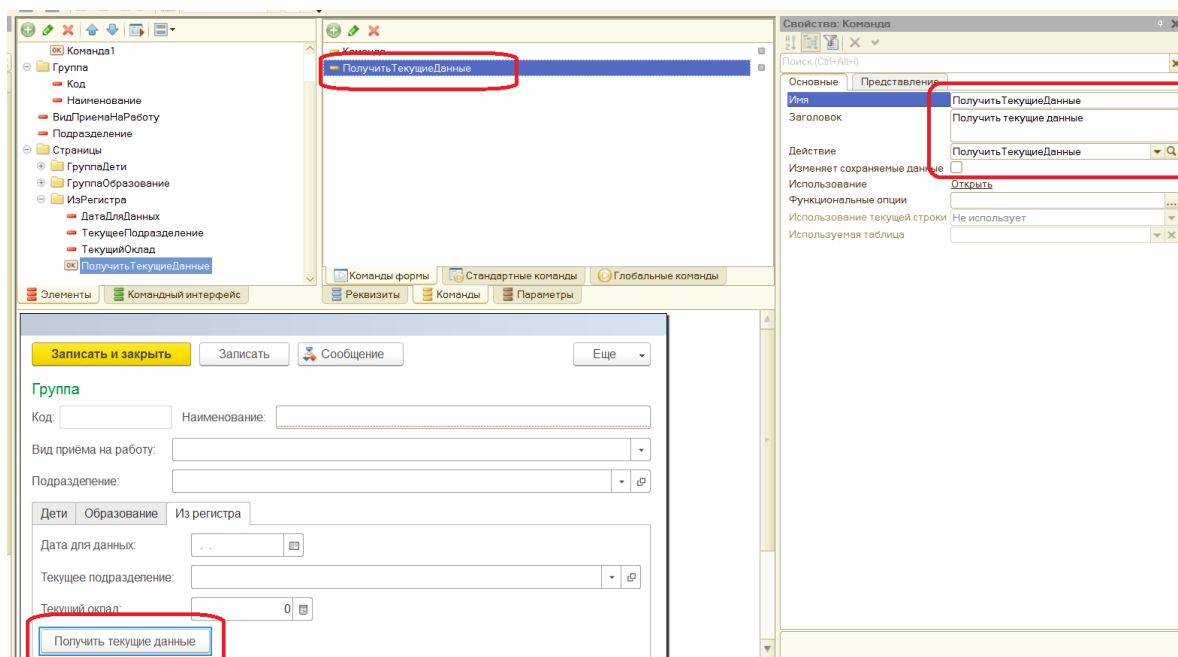 Команда1
Группа
Код
Наименование
ВидПриемаНаРаботу
Подразделение
Страницы
ГруппаДети
ГруппаОбразование
ИзРегистра
ДатаДляДанных
ТекущееПодразделение
ТекущийОклад
ПолучитьТекущиеДанные
Элементы
Командный интерфейс
Команда
ПолучитьТекущиеДанные
Команды формы
Стандартные команды
Глобальные команды
Реквизиты
Команды
Параметры
Свойства: Команда
Поиск (Ctrl+Alt+I)
Основные
Представление
Имя
ПолучитьТекущиеДанные
Заголовок
Получить текущие данные
Действие
ПолучитьТекущиеДанные
Изменяет сохраняемые данные
Использование
Открыть
Функциональные опции
Использование текущей строки
Не использует
Используемая таблица
Записать и закрыть
Записать
Сообщение
Еще
Группа
Код:
Наименование:
Вид приёма на работу:
Подразделение:
Дети
Образование
Из регистра
Дата для данных:
. .
Текущее подразделение:
Текущий оклад:
0
Получить текущие данные